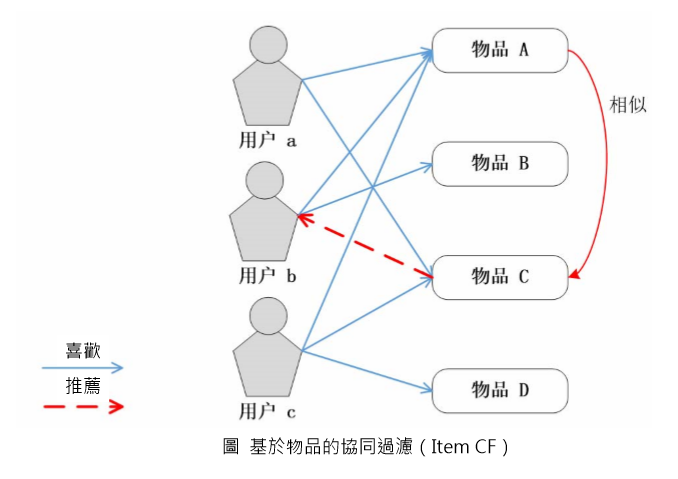 物品 A
相似
用户 a
物品 B
用户 b
物品 C
喜歡
推薦
用户 c
物品 D
圖 基於物品的協同過濾（Item CF）